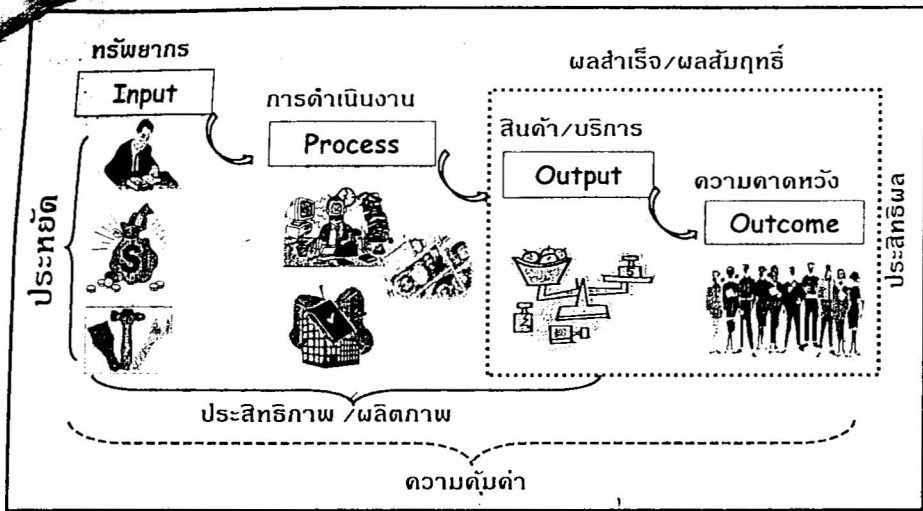 ทรัพยากร
Input
การดำเนินงาน
Process
ผลสำเร็จ/ผลสัมฤทธิ์
สินค้า/บริการ
Output
ความคาดหวัง
Outcome
ประหยัด
$
ประสิทธิผล
ประสิทธิภาพ /ผลิตภาพ
ความคุ้มค่า